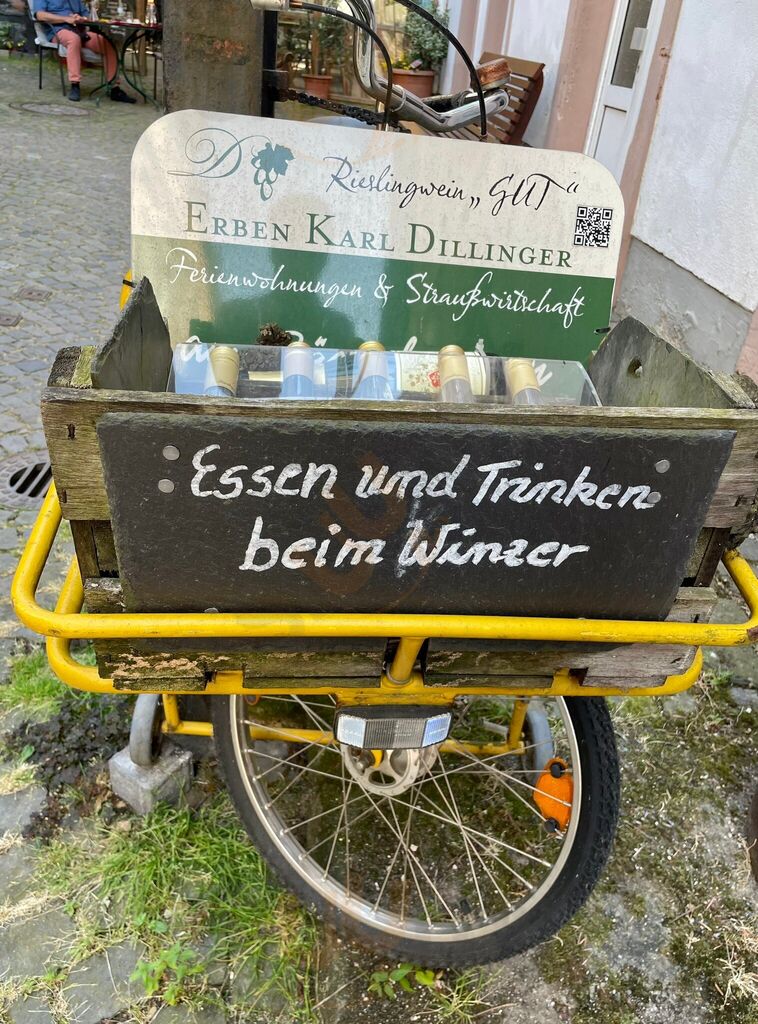 D
Rieslingwein „GUT“
ERBEN KARL DILLINGER
Ferienwohnungen & Straußwirtschaft
Essen und Trinken
beim Winzer